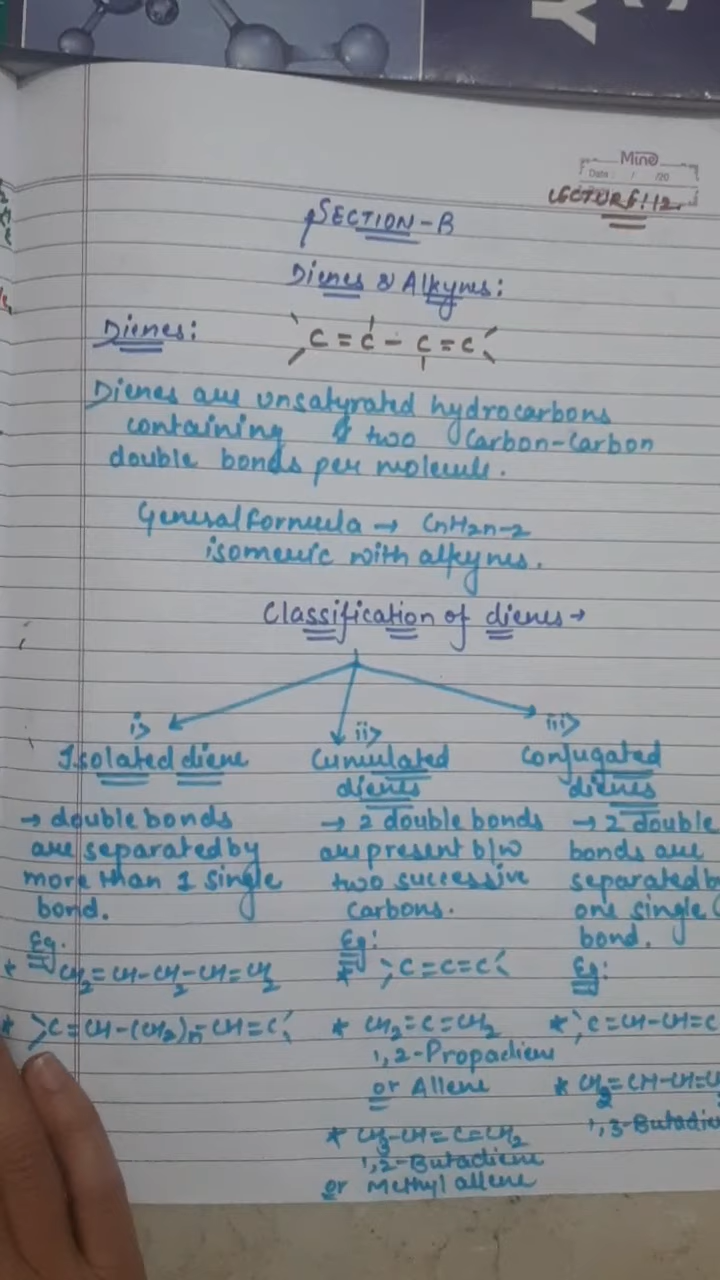 CY
Mino
Date : / /20
LECTURE:12.
SECTION-B
Dienes & Alkynes:
Dienes:
C = C - C = C
Dienes are unsatyrated hydrocarbons
containing two Carbon-Carbon
double bonds per molecule.
General formula → CnH2n-2
isomeric with alkynes.
Classification of dienes →
i> ii> iii>
Isolated diene Cumulated Conjugated
dienes dienes
→ double bonds → 2 double bonds → 2 double
are separated by are present b/w bonds are
more than 1 single two successive separated b
bond. carbons. one single
bond.
Eg. Eg: Eg:
* CH2=CH-CH2-CH=CH2 * >C=C=C<
* >C=CH-(CH2)n-CH=C< * CH2=C=CH2 * >C=CH-CH=C
1,2-Propadiene
or Allene * CH2=CH-CH=C
* CH3-CH=C=CH2 1,3-Butadie
1,2-Butadiene
or Methyl allene